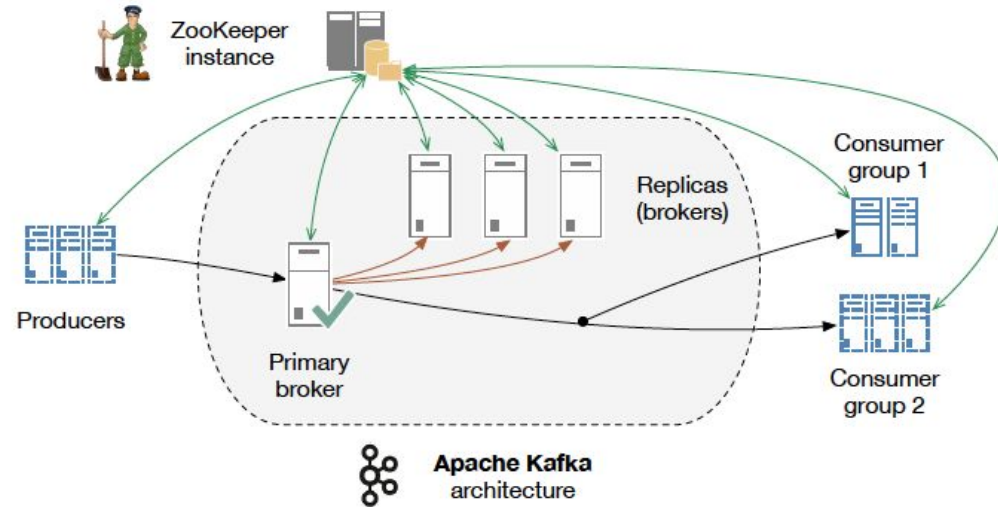 ZooKeeper
instance
Consumer
group 1
Replicas
(brokers)
Producers
Primary
broker
Consumer
group 2
Apache Kafka
architecture